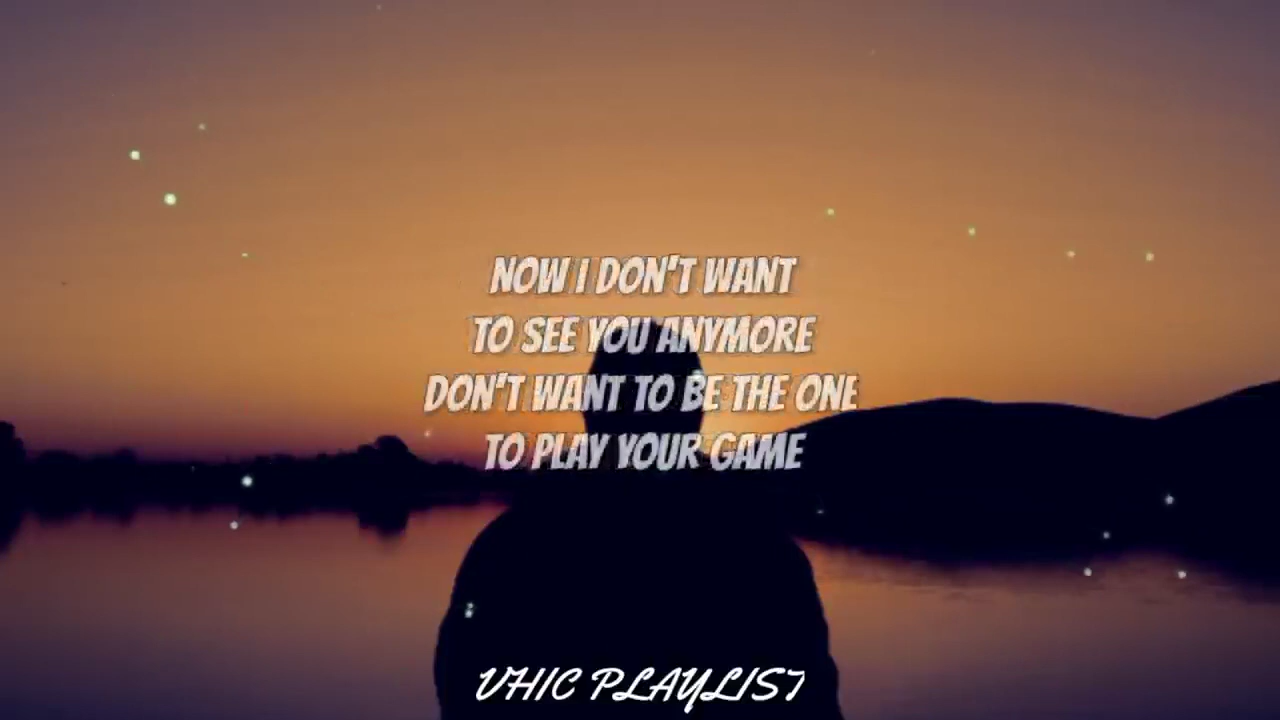 NOW I DON'T WANT
TO SEE YOU ANYMORE
DON'T WANT TO BE THE ONE
TO PLAY YOUR GAME
VHIC PLAYLIST